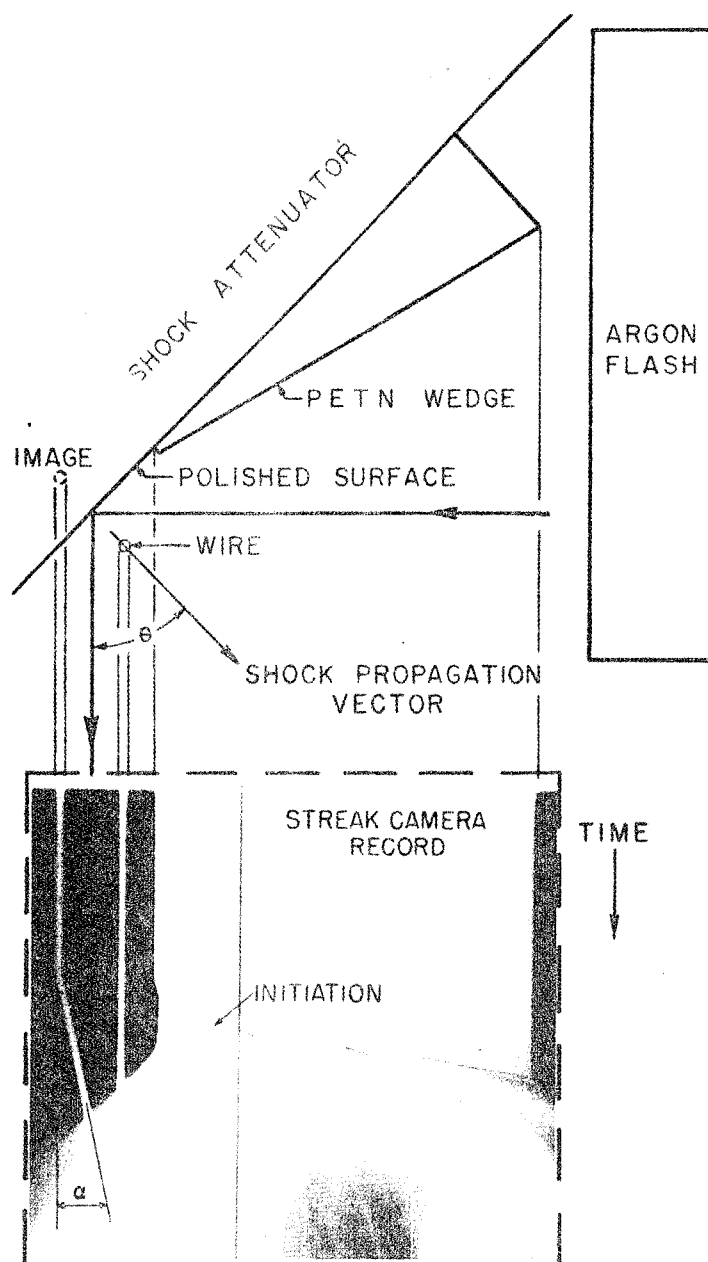 SHOCK ATTENUATOR
ARGON
FLASH
PETN WEDGE
IMAGE
POLISHED SURFACE
WIRE
θ
SHOCK PROPAGATION
VECTOR
STREAK CAMERA
RECORD
TIME
INITIATION
α